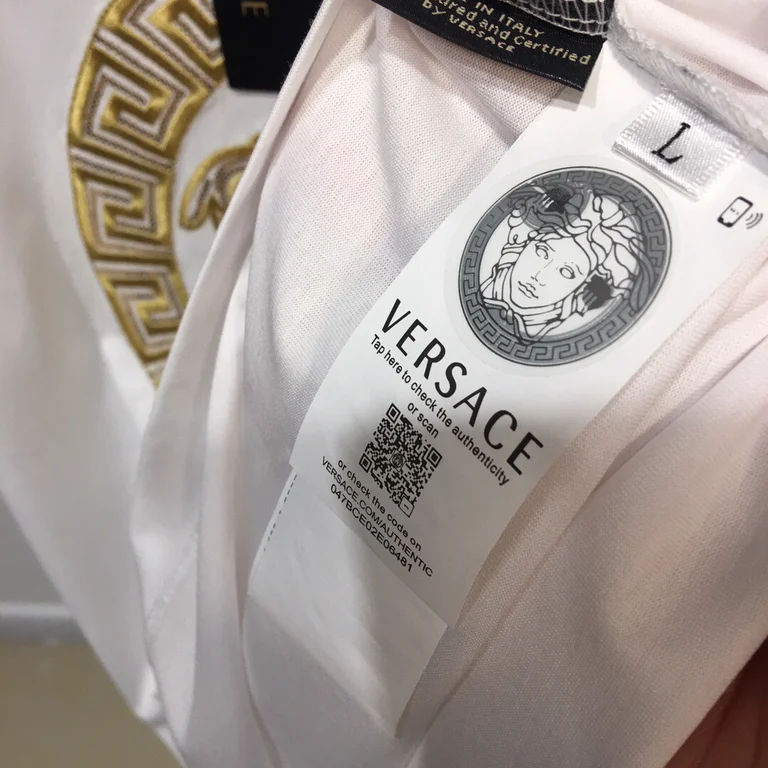 E
IN ITALY
and Certified
by VERSACE
L
VERSACE
Tap here to check the authenticity
or scan
or check the code on
VERSACE.COM/AUTHENTIC
047BCE02E06481